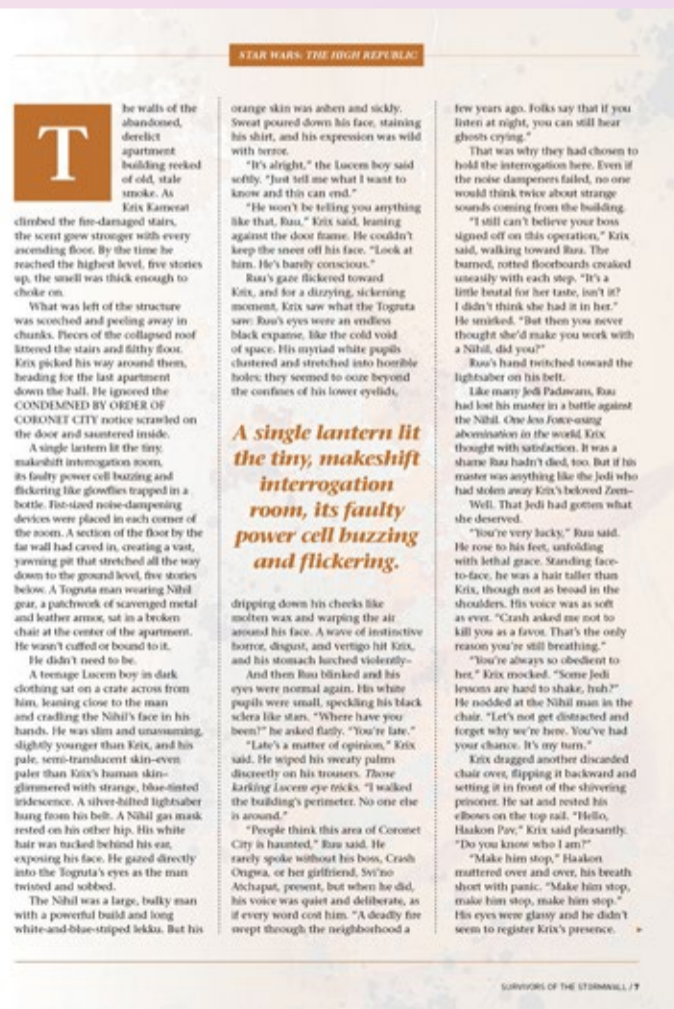 STAR WARS: THE HIGH REPUBLIC
The walls of the
abandoned,
derelict
apartment
building reeked
of old, stale
smoke. As
Krix Kamerat
climbed the fire-damaged stairs,
the scent grew stronger with every
ascending floor. By the time he
reached the highest level, five stories
up, the smell was thick enough to
choke on.
What was left of the structure
was scorched and peeling away in
chunks. Pieces of the collapsed roof
littered the stairs and filthy floor.
Krix picked his way around them,
heading for the last apartment
down the hall. He ignored the
CONDEMNED BY ORDER OF
CORONET CITY notice scrawled on
the door and sauntered inside.
A single lantern lit the tiny,
makeshift interrogation room,
its faulty power cell buzzing and
flickering like glowflies trapped in a
bottle. Fist-sized noise-dampening
devices were placed in each corner of
the room. A section of the floor by the
far wall had caved in, creating a vast,
yawning pit that stretched all the way
down to the ground level, five stories
below. A Togruta man wearing Nihil
gear, a patchwork of scavenged metal
and leather armor, sat in a broken
chair at the center of the apartment.
He wasn't cuffed or bound to it.
He didn't need to be.
A teenage Lucem boy in dark
clothing sat on a crate across from
him, leaning close to the man
and cradling the Nihil's face in his
hands. He was slim and unassuming,
slightly younger than Krix, and his
pale, semi-translucent skin—even
paler than Krix's human skin—
glimmered with strange, blue-tinted
iridescence. A silver-hilted lightsaber
hung from his belt. A Nihil gas mask
rested on his other hip. His white
hair was tucked behind his ear,
exposing his face. He gazed directly
into the Togruta's eyes as the man
twisted and sobbed.
The Nihil was a large, bulky man
with a powerful build and long
white-and-blue-striped lekku. But his
orange skin was ashen and sickly.
Sweat poured down his face, staining
his shirt, and his expression was wild
with terror.
"It's alright," the Lucem boy said
softly. "Just tell me what I want to
know and this can end."
"He won't be telling you anything
like that, Ruu," Krix said, leaning
against the door frame. He couldn't
keep the sneer off his face. "Look at
him. He's barely conscious."
Ruu's gaze flickered toward
Krix, and for a dizzying, sickening
moment, Krix saw what the Togruta
saw: Ruu's eyes were an endless
black expanse, like the cold void
of space. His myriad white pupils
clustered and stretched into horrible
holes; they seemed to ooze beyond
the confines of his lower eyelids,
A single lantern lit
the tiny, makeshift
interrogation
room, its faulty
power cell buzzing
and flickering.
dripping down his cheeks like
molten wax and warping the air
around his face. A wave of instinctive
horror, disgust, and vertigo hit Krix,
and his stomach lurched violently—
And then Ruu blinked and his
eyes were normal again. His white
pupils were small, speckling his black
sclera like stars. "Where have you
been?" he asked flatly. "You're late."
"Late's a matter of opinion," Krix
said. He wiped his sweaty palms
discreetly on his trousers. Those
karking Lucem eye tricks. "I walked
the building's perimeter. No one else
is around."
"People think this area of Coronet
City is haunted," Ruu said. He
rarely spoke without his boss, Crash
Ongwa, or her girlfriend, Svi'no
Atchapat, present, but when he did,
his voice was quiet and deliberate, as
if every word cost him. "A deadly fire
swept through the neighborhood a
few years ago. Folks say that if you
listen at night, you can still hear
ghosts crying."
That was why they had chosen to
hold the interrogation here. Even if
the noise dampeners failed, no one
would think twice about strange
sounds coming from the building.
"I still can't believe your boss
signed off on this operation," Krix
said, walking toward Ruu. The
burned, rotted floorboards creaked
uneasily with each step. "It's a
little brutal for her taste, isn't it?
I didn't think she had it in her."
He smirked. "But then you never
thought she'd make you work with
a Nihil, did you?"
Ruu's hand twitched toward the
lightsaber on his belt.
Like many Jedi Padawans, Ruu
had lost his master in a battle against
the Nihil. One less Force-using
abomination in the world, Krix
thought with satisfaction. It was a
shame Ruu hadn't died, too. But if his
master was anything like the Jedi who
had stolen away Krix's beloved Zeen—
Well. That Jedi had gotten what
she deserved.
"You're very lucky," Ruu said.
He rose to his feet, unfolding
with lethal grace. Standing face-
to-face, he was a hair taller than
Krix, though not as broad in the
shoulders. His voice was as soft
as ever. "Crash asked me not to
kill you as a favor. That's the only
reason you're still breathing."
"You're always so obedient to
her," Krix mocked. "Some Jedi
lessons are hard to shake, huh?"
He nodded at the Nihil man in the
chair. "Let's not get distracted and
forget why we're here. You've had
your chance. It's my turn."
Krix dragged another discarded
chair over, flipping it backward and
setting it in front of the shivering
prisoner. He sat and rested his
elbows on the top rail. "Hello,
Haakon Pav," Krix said pleasantly.
"Do you know who I am?"
"Make him stop," Haakon
muttered over and over, his breath
short with panic. "Make him stop,
make him stop, make him stop."
His eyes were glassy and he didn't
seem to register Krix's presence.
SURVIVORS OF THE STORMWALL / 7